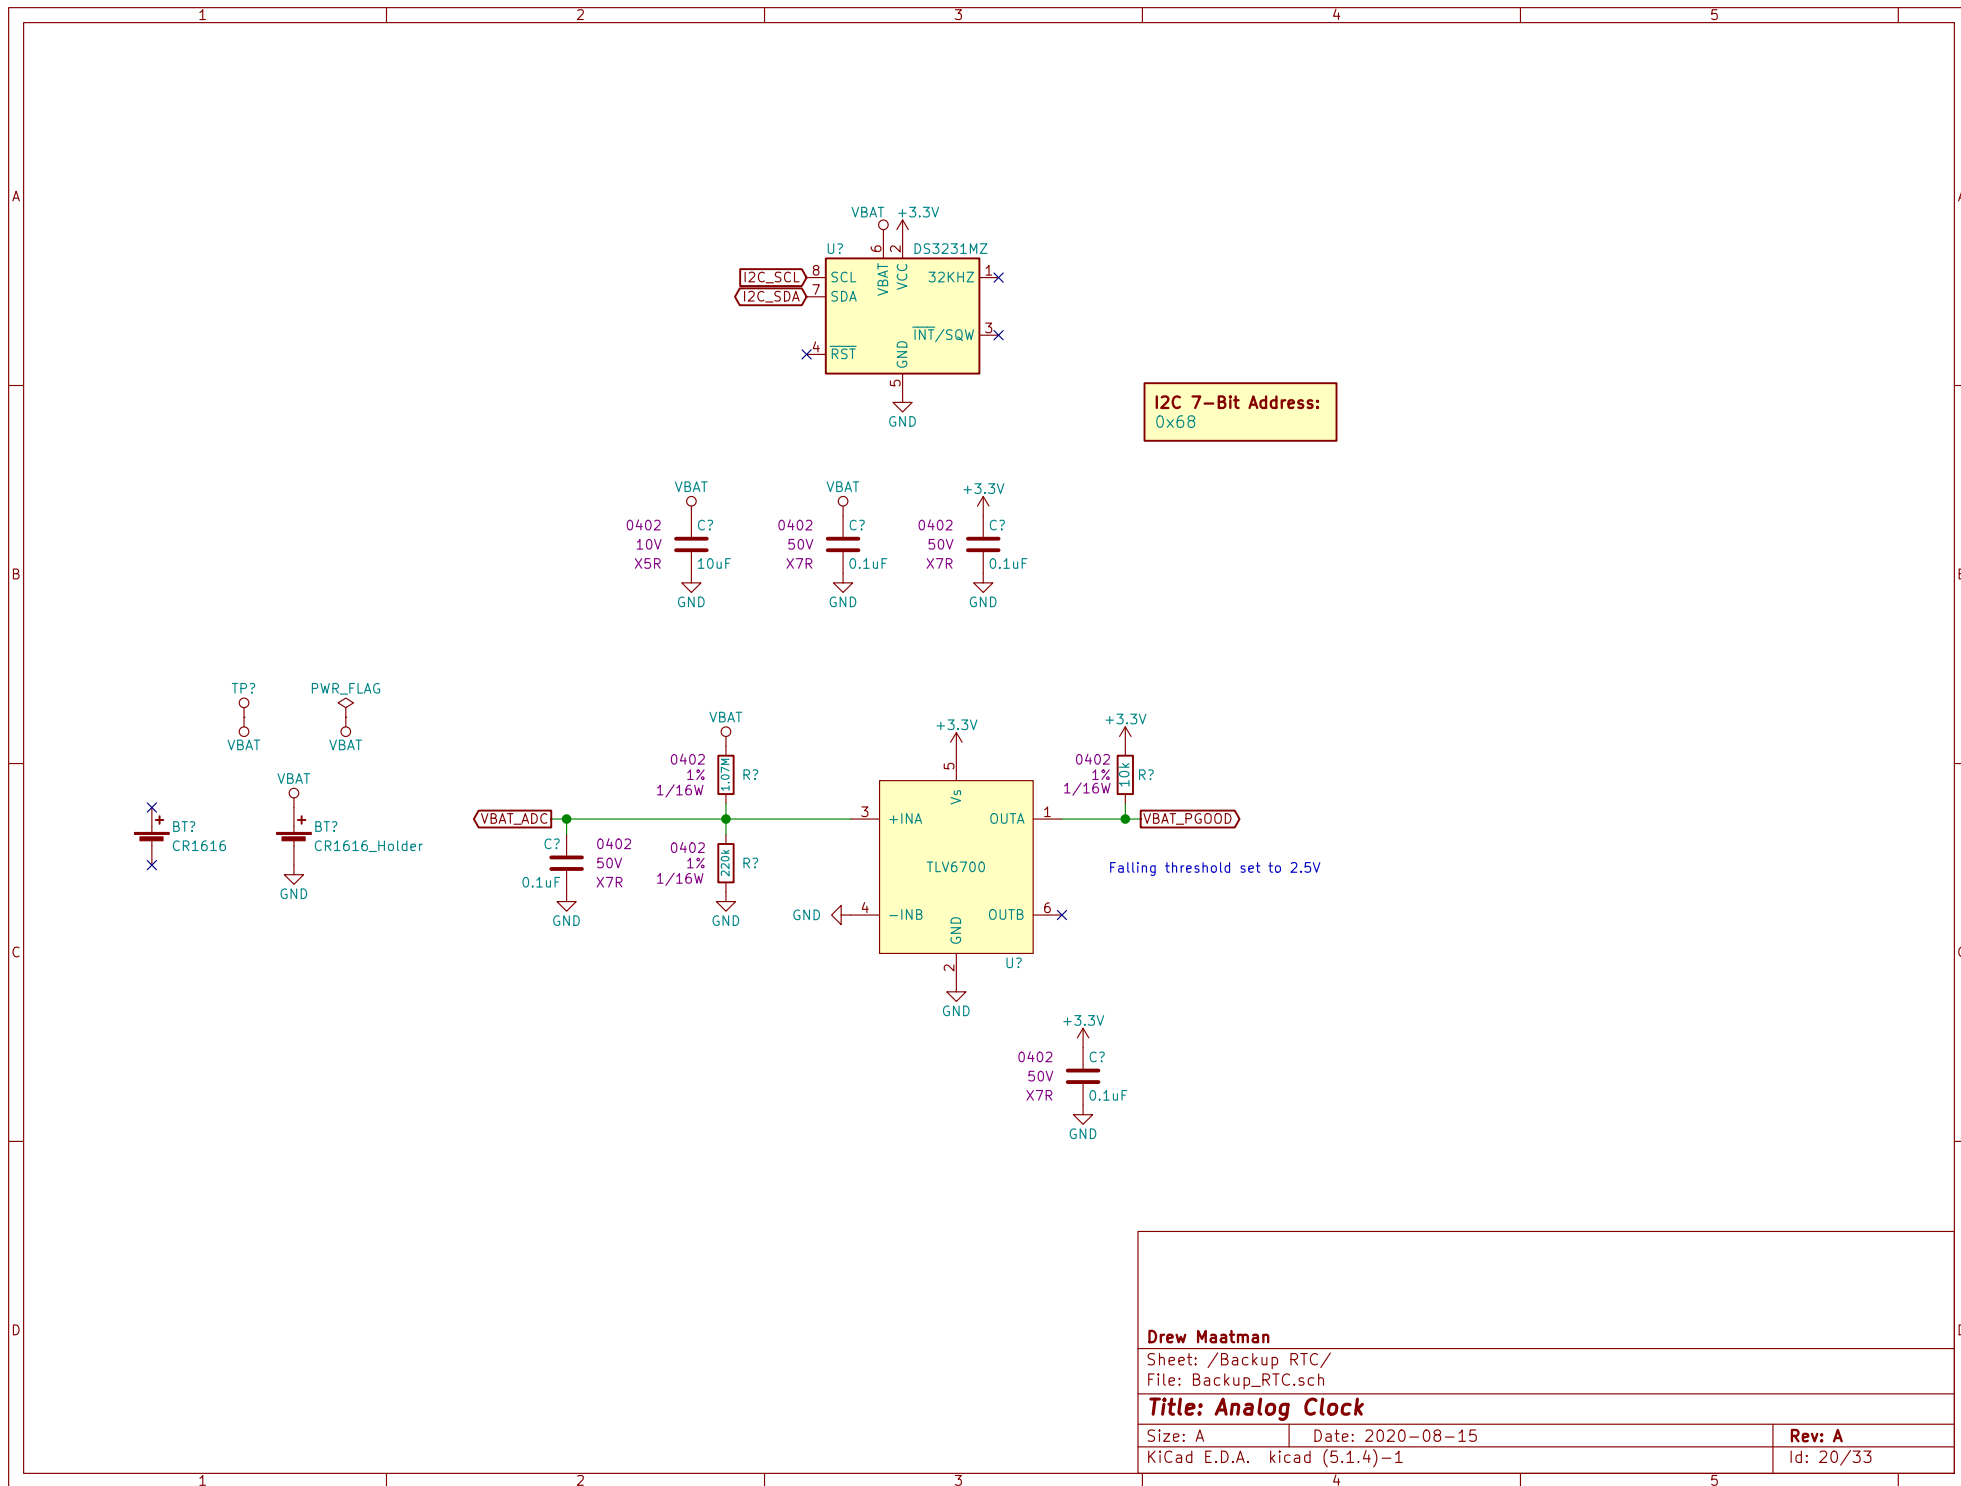 1 2 3 4 5
A
VBAT +3.3V
U? DS3231MZ
6 2
I2C_SCL 8 SCL VBAT VCC 32KHZ 1
I2C_SDA 7 SDA
INT/SQW 3
4 RST GND
5
GND
I2C 7-Bit Address:
0x68
VBAT VBAT +3.3V
0402 C? 0402 C? 0402 C?
10V 50V 50V
X5R 10uF X7R 0.1uF X7R 0.1uF
GND GND GND
B
TP? PWR_FLAG
VBAT VBAT
VBAT
BT?
CR1616
BT?
CR1616_Holder
GND
VBAT
0402
1%
1/16W
1.07M R?
VBAT_ADC
C?
0.1uF
0402
50V
X7R
GND
0402
1%
1/16W
220k R?
GND
+3.3V
5
Vs
3 +INA OUTA 1
TLV6700
GND 4 -INB OUTB 6
GND
U?
2
GND
+3.3V
0402
1%
1/16W
10k R?
VBAT_PGOOD
Falling threshold set to 2.5V
C
+3.3V
0402 C?
50V
X7R 0.1uF
GND
D
Drew Maatman
Sheet: /Backup RTC/
File: Backup_RTC.sch
Title: Analog Clock
Size: A Date: 2020-08-15 Rev: A
KiCad E.D.A. kicad (5.1.4)-1 Id: 20/33
1 2 3 4 5